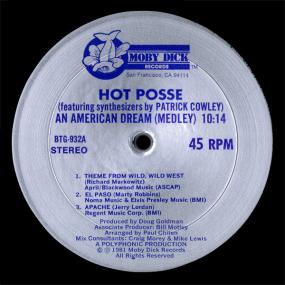 MOBY DICK
RECORDS
TM
San Francisco, CA 94114
HOT POSSE
(featuring synthesizers by PATRICK COWLEY)
AN AMERICAN DREAM (MEDLEY) 10:14
BTG-932A
STEREO
45 RPM
1. THEME FROM WILD, WILD WEST
(Richard Markowitz)
April/Blackwood Music (ASCAP)
2. EL PASO (Marty Robbins)
Noma Music & Elvis Presley Music (BMI)
3. APACHE (Jerry Lordan)
Regent Music Corp. (BMI)
Produced by Doug Goldman
Associate Producer: Bill Motley
Arranged by Paul Chiten
Mix Consultants: Craig Morey & Mike Lewis
A POLYPHONIC PRODUCTION
© ℗ 1981 Moby Dick Records
All Rights Reserved